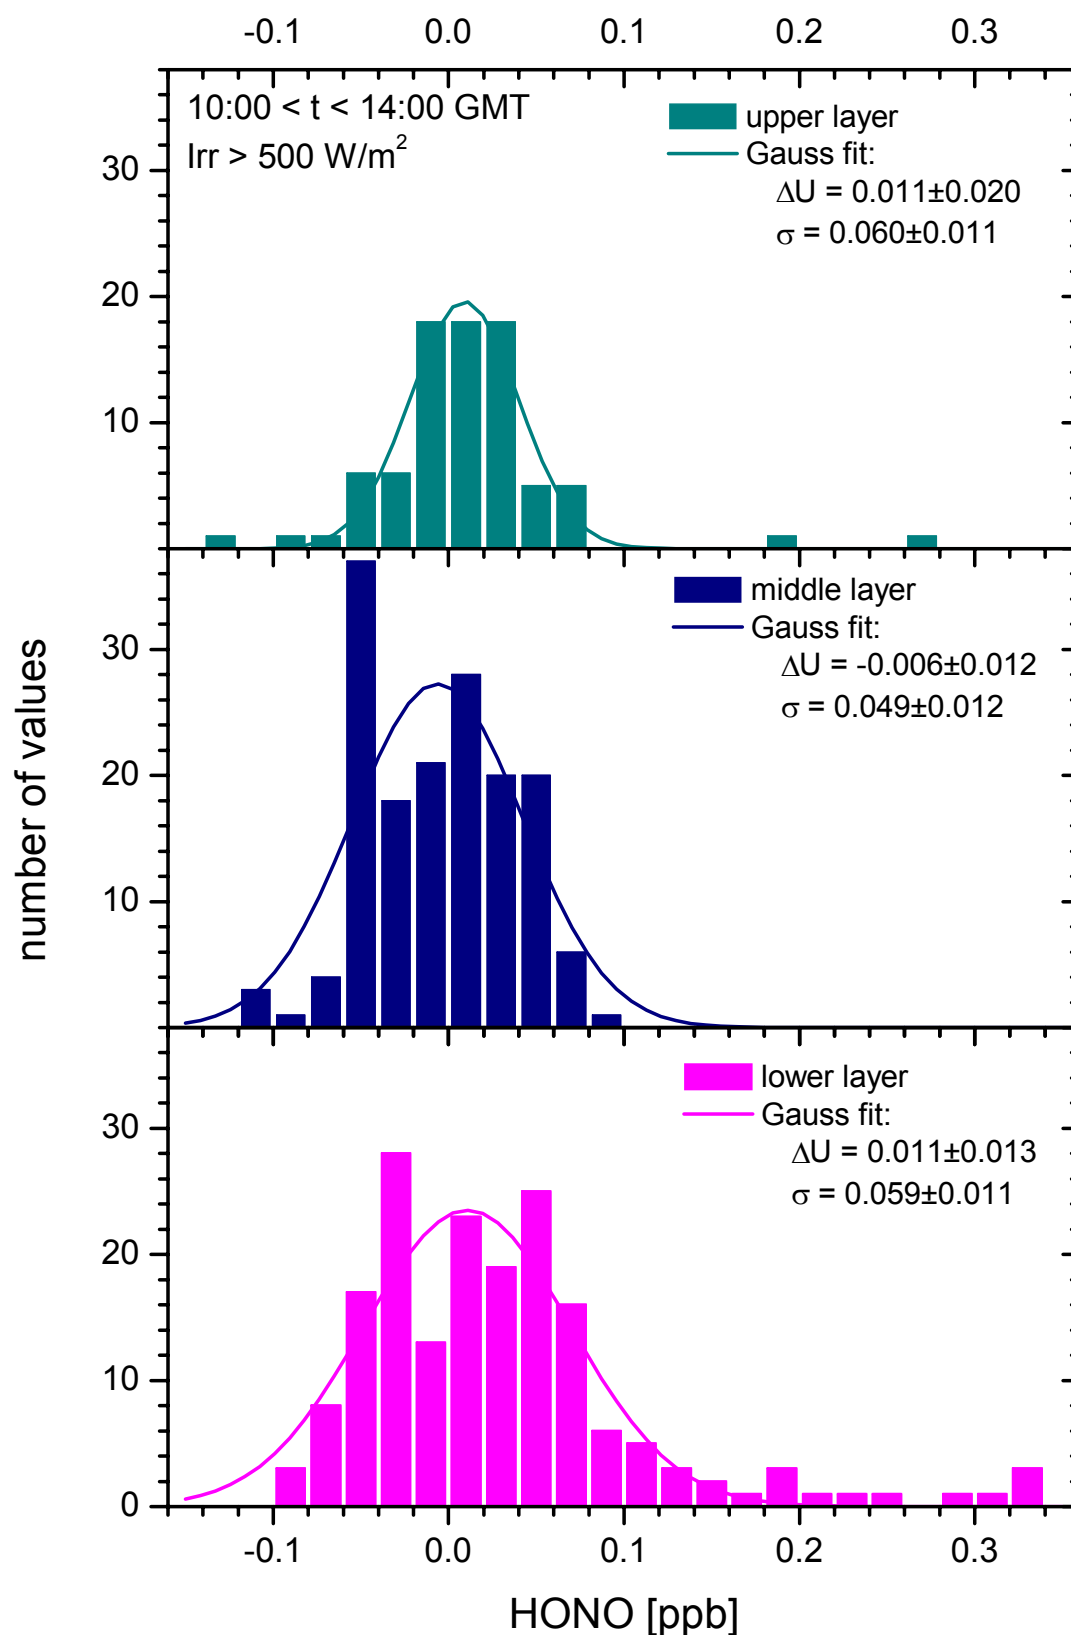 -0.1 0.0 0.1 0.2 0.3
10:00 < t < 14:00 GMT
Irr > 500 W/m²
upper layer
Gauss fit:
ΔU = 0.011±0.020
σ = 0.060±0.011
30
20
10
middle layer
Gauss fit:
ΔU = -0.006±0.012
σ = 0.049±0.012
30
20
10
number of values
lower layer
Gauss fit:
ΔU = 0.011±0.013
σ = 0.059±0.011
30
20
10
0
-0.1 0.0 0.1 0.2 0.3
HONO [ppb]